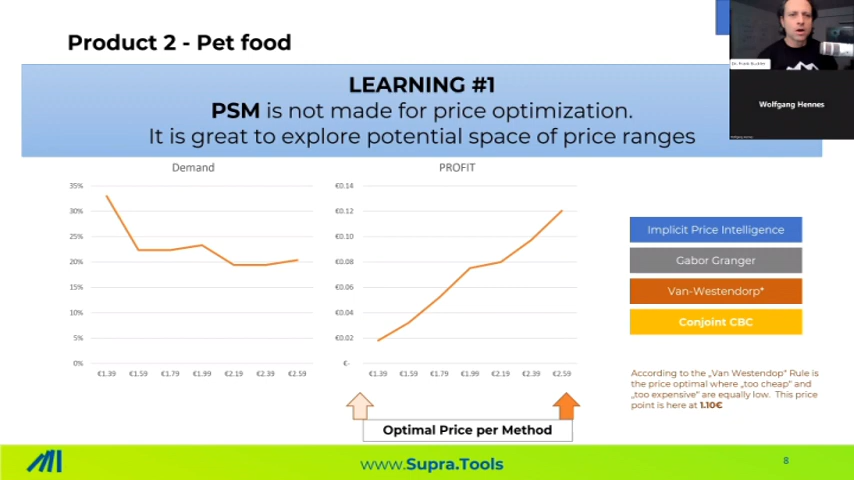 Product 2 - Pet food
LEARNING #1
PSM is not made for price optimization.
It is great to explore potential space of price ranges
Wolfgang Hennes
Wolfgang Hennes
Demand
35%
30%
25%
20%
15%
10%
5%
0%
€1.39 €1.59 €1.79 €1.99 €2.19 €2.39 €2.59
PROFIT
€0.14
€0.12
€0.10
€0.08
€0.06
€0.04
€0.02
€-
€1.39 €1.59 €1.79 €1.99 €2.19 €2.39 €2.59
Implicit Price Intelligence
Gabor Granger
Van-Westendorp*
Conjoint CBC
According to the „Van Westendop" Rule is
the price optimal where „too cheap" and
„too expensive" are equally low. This price
point is here at 1.10€
Optimal Price per Method
www.Supra.Tools
8